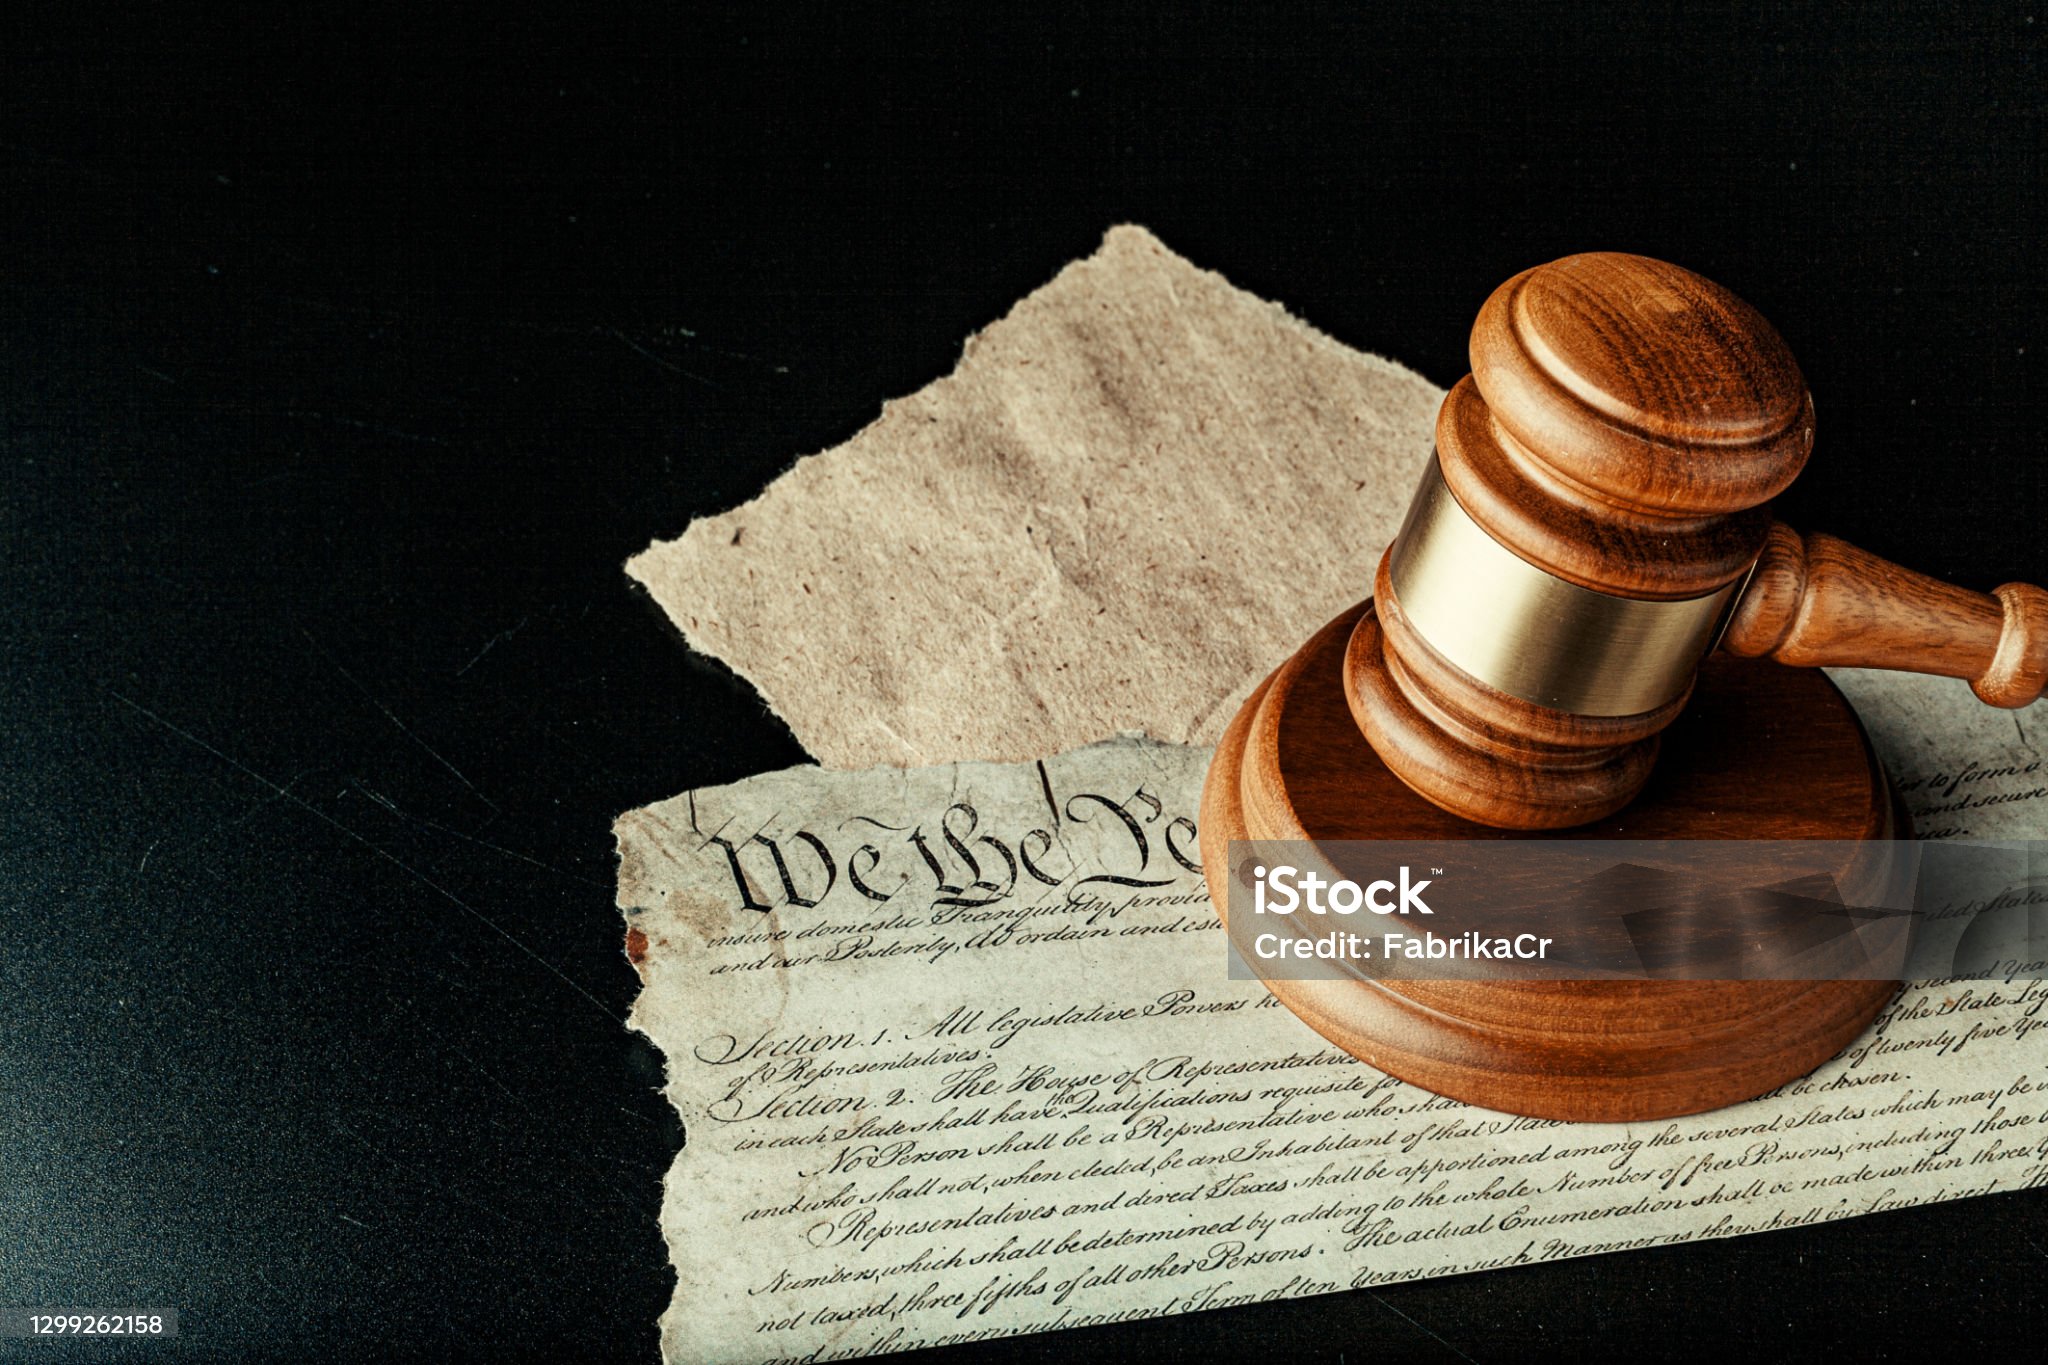 We the Pe
insure domestic Tranquility, provid
and our Posterity, do ordain and est
der to form a
and secure
ica.
Section. 1. All legislative Powers he
of Representatives.
Section. 2. The House of Representatives
in each State shall have the Qualifications requisite for
No Person shall be a Representative who shall
and who shall not, when elected, be an Inhabitant of that State
Representatives and direct Taxes shall be apportioned among the several States which may be i
Numbers, which shall be determined by adding to the whole Number of free Persons, including those
not taxed, three fifths of all other Persons. The actual Enumeration shall be made within three Y
and within every subsequent Term of ten Years, in such Manner as they shall by Law direct. Th
ited States
y second Yea
of the State Leg
of twenty five Yea
be chosen.
iStock™
Credit: FabrikaCr
1299262158